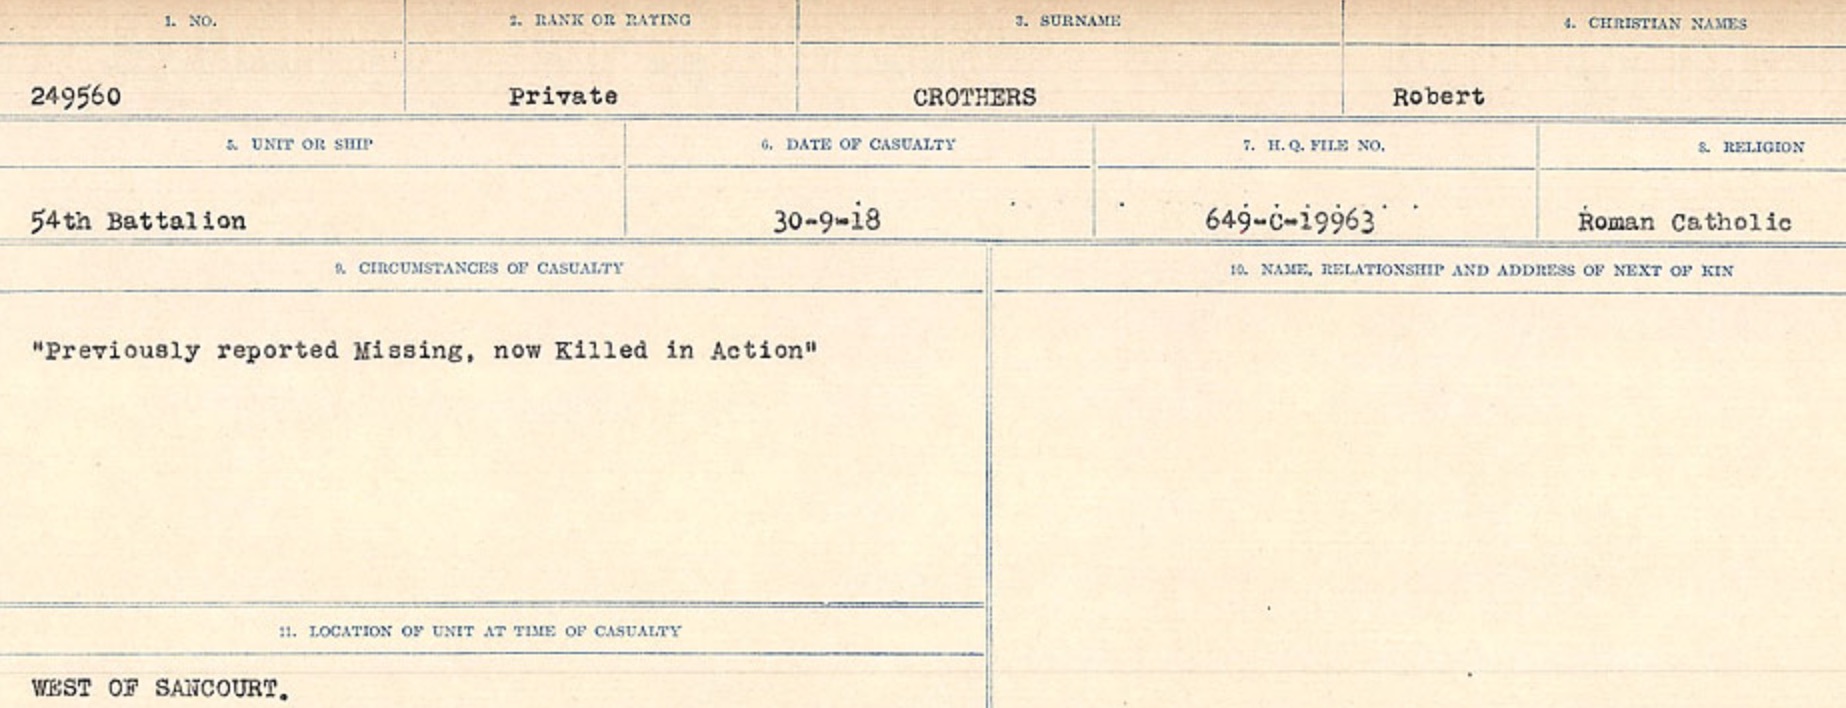 1. NO. 2. RANK OR RATING 3. SURNAME 4. CHRISTIAN NAMES
249560 Private CROTHERS Robert
5. UNIT OR SHIP 6. DATE OF CASUALTY 7. H. Q. FILE NO. 8. RELIGION
54th Battalion 30-9-18 649-C-19963 Roman Catholic
9. CIRCUMSTANCES OF CASUALTY
"Previously reported Missing, now Killed in Action"
10. NAME, RELATIONSHIP AND ADDRESS OF NEXT OF KIN
11. LOCATION OF UNIT AT TIME OF CASUALTY
WEST OF SANCOURT.